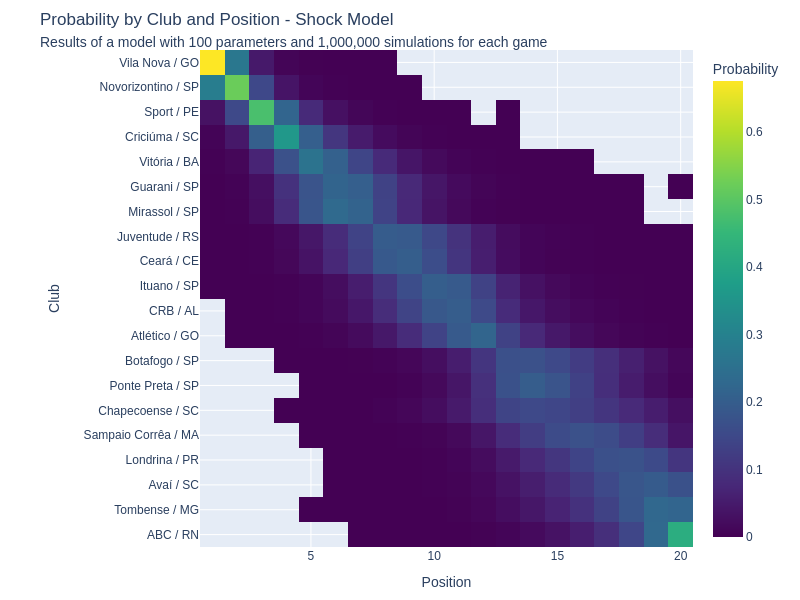 Probability by Club and Position - Shock Model
Results of a model with 100 parameters and 1,000,000 simulations for each game
Probability
Vila Nova / GO
Novorizontino / SP
Sport / PE
Criciúma / SC
Vitória / BA
Guarani / SP
Mirassol / SP
Juventude / RS
Ceará / CE
Ituano / SP
CRB / AL
Atlético / GO
Botafogo / SP
Ponte Preta / SP
Chapecoense / SC
Sampaio Corrêa / MA
Londrina / PR
Avaí / SC
Tombense / MG
ABC / RN
Club
5
10
15
20
Position
0.6
0.5
0.4
0.3
0.2
0.1
0